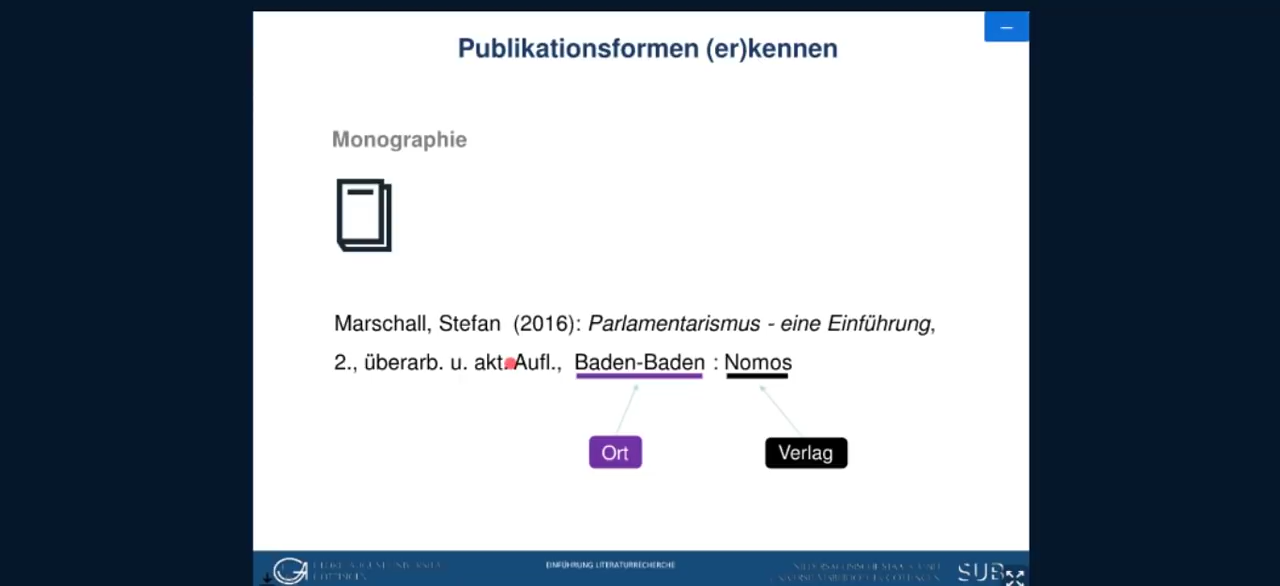 Publikationsformen (er)kennen
Monographie
Marschall, Stefan (2016): Parlamentarismus - eine Einführung,
2., überarb. u. akt. Aufl., Baden-Baden : Nomos
Ort
Verlag
EINFÜHRUNG LITERATURRECHERCHE
SUB